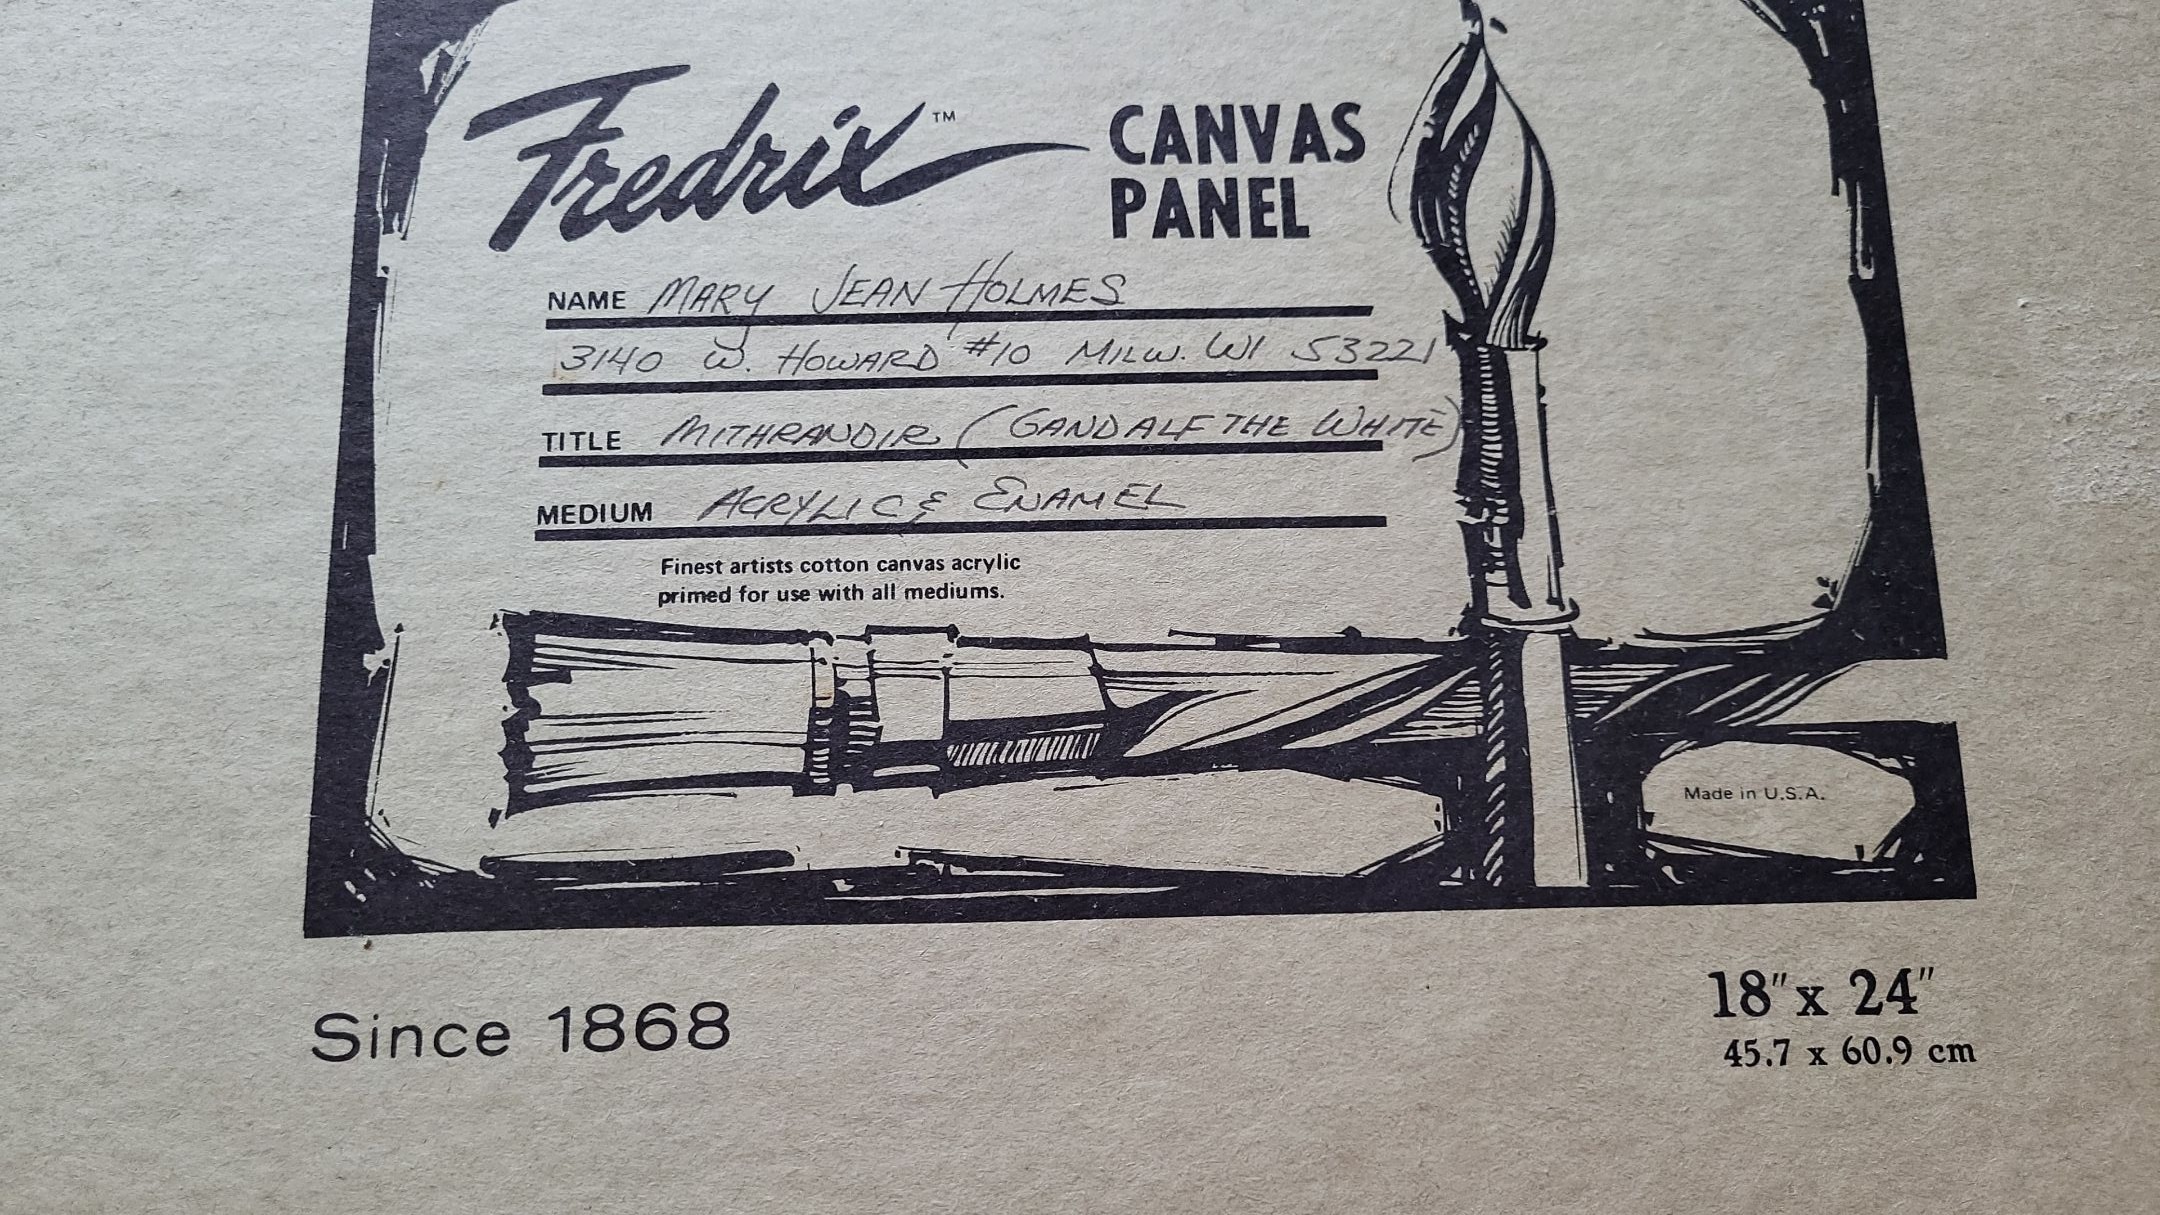 Fredrix™ CANVAS PANEL
NAME MARY JEAN HOLMES
3140 W. HOWARD #10 MILW. WI 53221
TITLE MITHRANDIR (GANDALF THE WHITE)
MEDIUM ACRYLIC & ENAMEL
Finest artists cotton canvas acrylic
primed for use with all mediums.
Made in U.S.A.
Since 1868
18" x 24"
45.7 x 60.9 cm